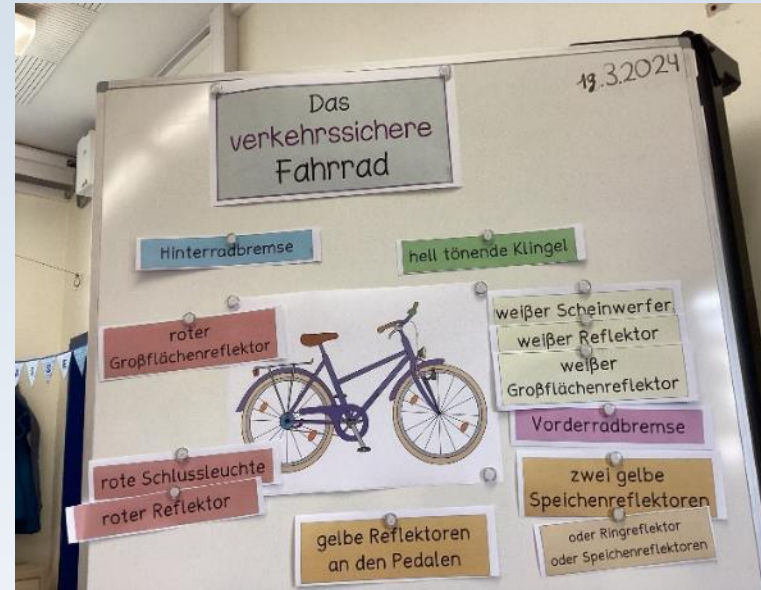 13.3.2024
Das
verkehrssichere
Fahrrad
Hinterradbremse
hell tönende Klingel
roter
Großflächenreflektor
weißer Scheinwerfer
weißer Reflektor
weißer
Großflächenreflektor
Vorderradbremse
rote Schlussleuchte
roter Reflektor
zwei gelbe
Speichenreflektoren
oder Ringreflektor
oder Speichenreflektoren
gelbe Reflektoren
an den Pedalen